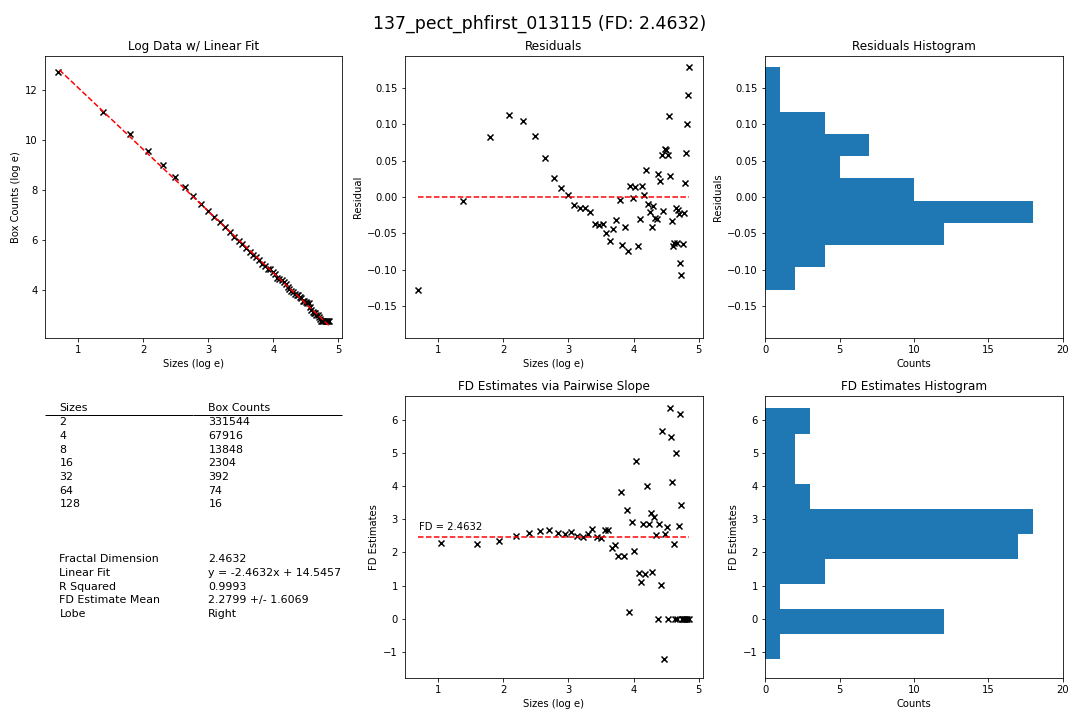 137_pect_phfirst_013115 (FD: 2.4632)
Log Data w/ Linear Fit
Box Counts (log e)
12
10
8
6
4
1 2 3 4 5
Sizes (log e)
Residuals
Residual
0.15
0.10
0.05
0.00
−0.05
−0.10
−0.15
1 2 3 4 5
Sizes (log e)
Residuals Histogram
Residuals
0.15
0.10
0.05
0.00
−0.05
−0.10
−0.15
0 5 10 15 20
Counts
Sizes Box Counts
2 331544
4 67916
8 13848
16 2304
32 392
64 74
128 16
Fractal Dimension 2.4632
Linear Fit y = -2.4632x + 14.5457
R Squared 0.9993
FD Estimate Mean 2.2799 +/- 1.6069
Lobe Right
FD Estimates via Pairwise Slope
FD Estimates
6
5
4
3
2
1
0
−1
FD = 2.4632
1 2 3 4 5
Sizes (log e)
FD Estimates Histogram
FD Estimates
6
5
4
3
2
1
0
−1
0 5 10 15 20
Counts